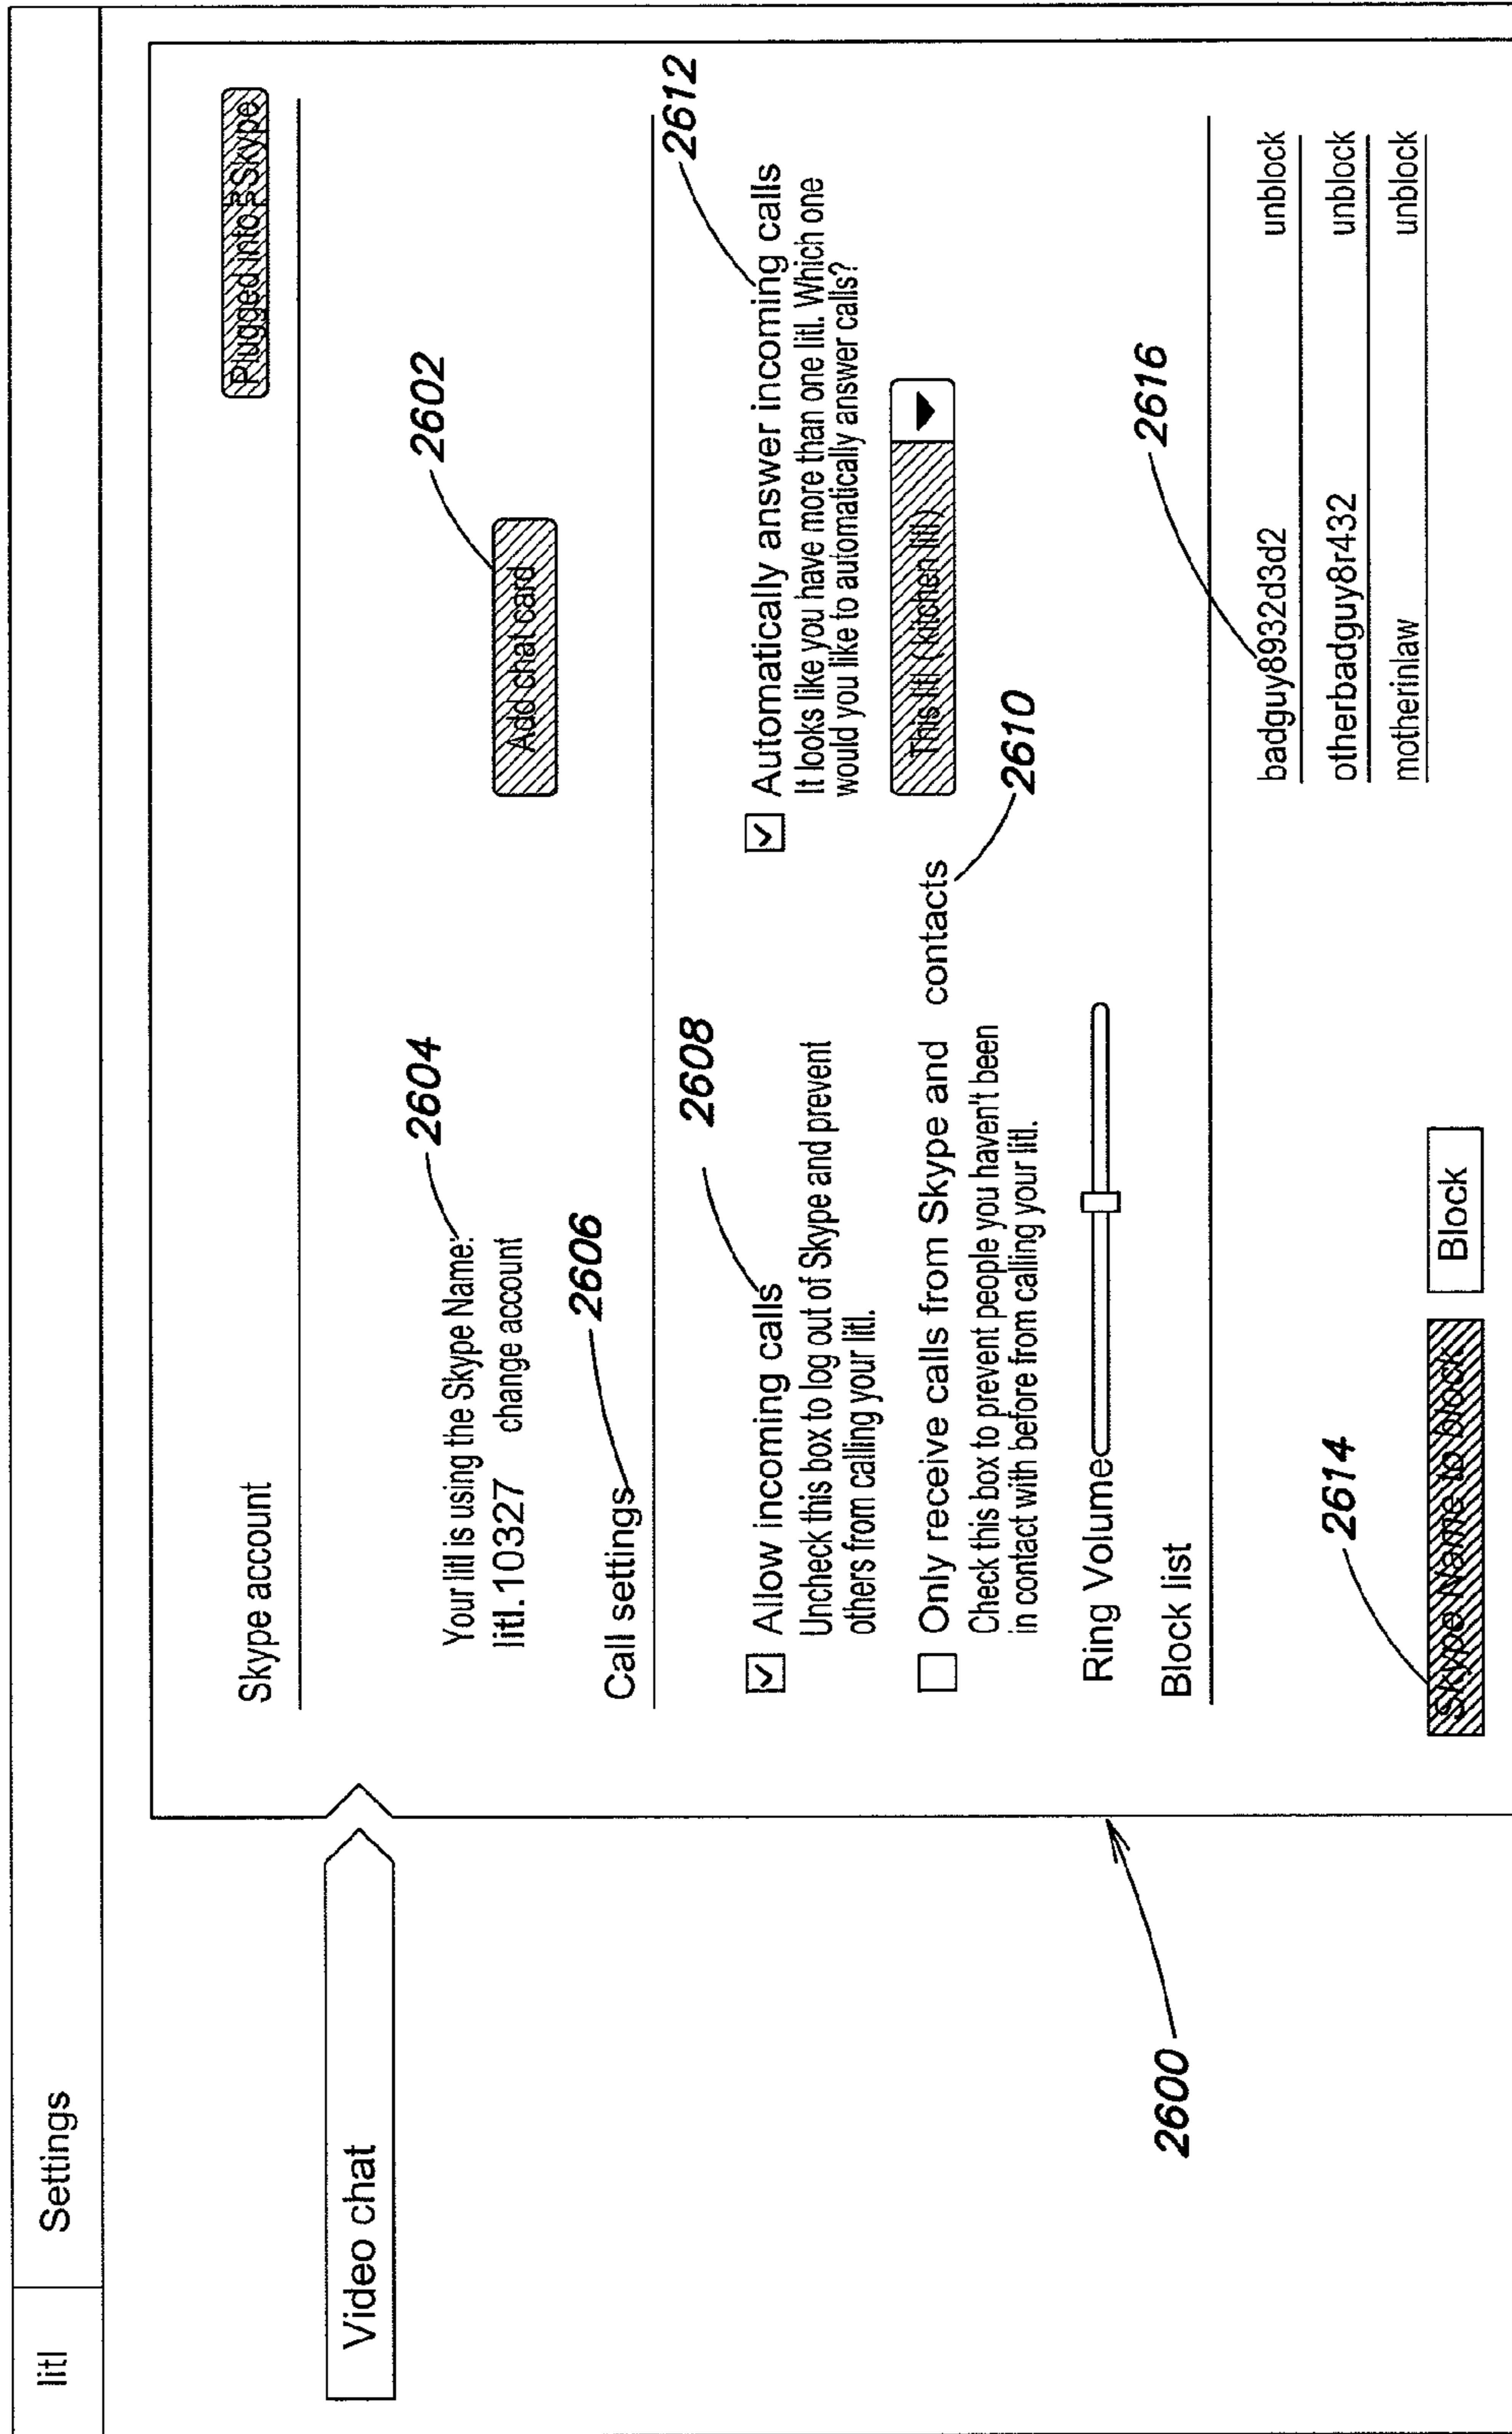 litl Settings
Video chat
Skype account
Plugged into Skype
2602
2604
Your litl is using the Skype Name:
litl.10327 change account
Add chat card
2606
Call settings
2608
2612
Allow incoming calls
Uncheck this box to log out of Skype and prevent
others from calling your litl.
Automatically answer incoming calls
It looks like you have more than one litl. Which one
would you like to automatically answer calls?
This litl (kitchen litl)
2610
Only receive calls from Skype and contacts
Check this box to prevent people you haven't been
in contact with before from calling your litl.
Ring Volume
2600
2616
Block list
badguy8932d3d2 unblock
otherbadguy8r432 unblock
motherinlaw unblock
2614
Skype Name to block
Block